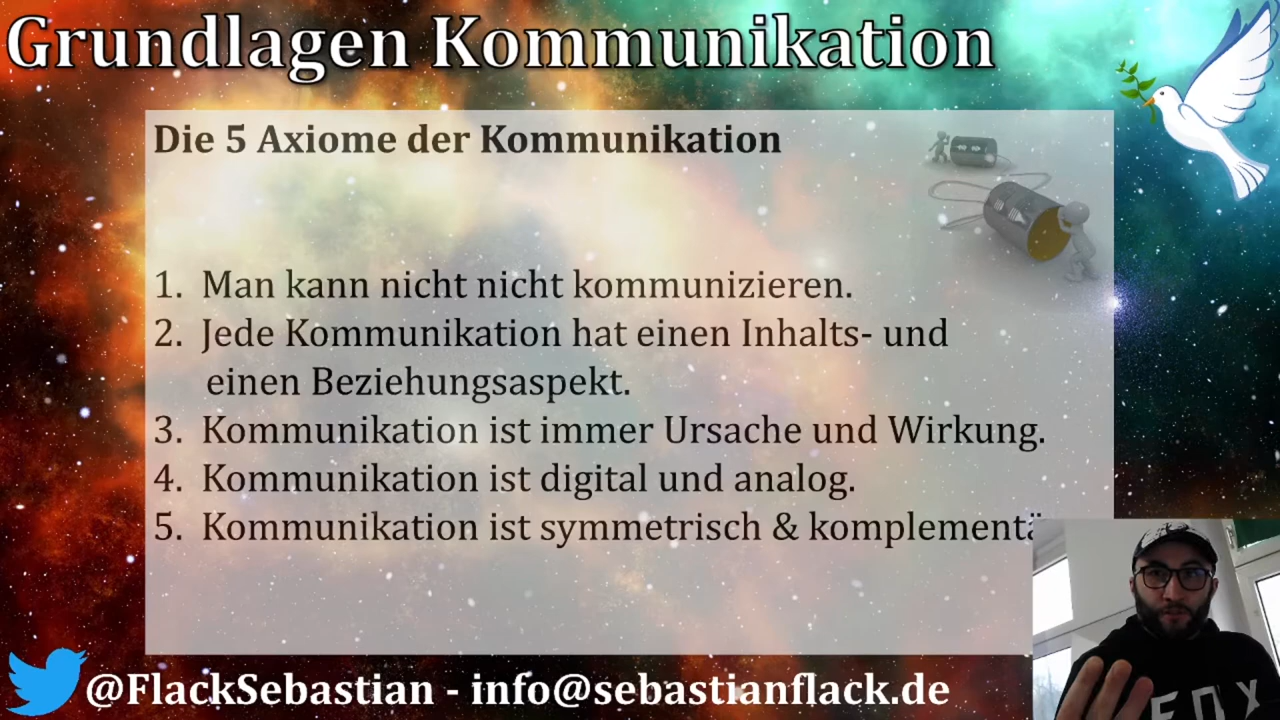 Grundlagen Kommunikation
Die 5 Axiome der Kommunikation
1. Man kann nicht nicht kommunizieren.
2. Jede Kommunikation hat einen Inhalts- und
einen Beziehungsaspekt.
3. Kommunikation ist immer Ursache und Wirkung.
4. Kommunikation ist digital und analog.
5. Kommunikation ist symmetrisch & komplementä
@FlackSebastian - info@sebastianflack.de